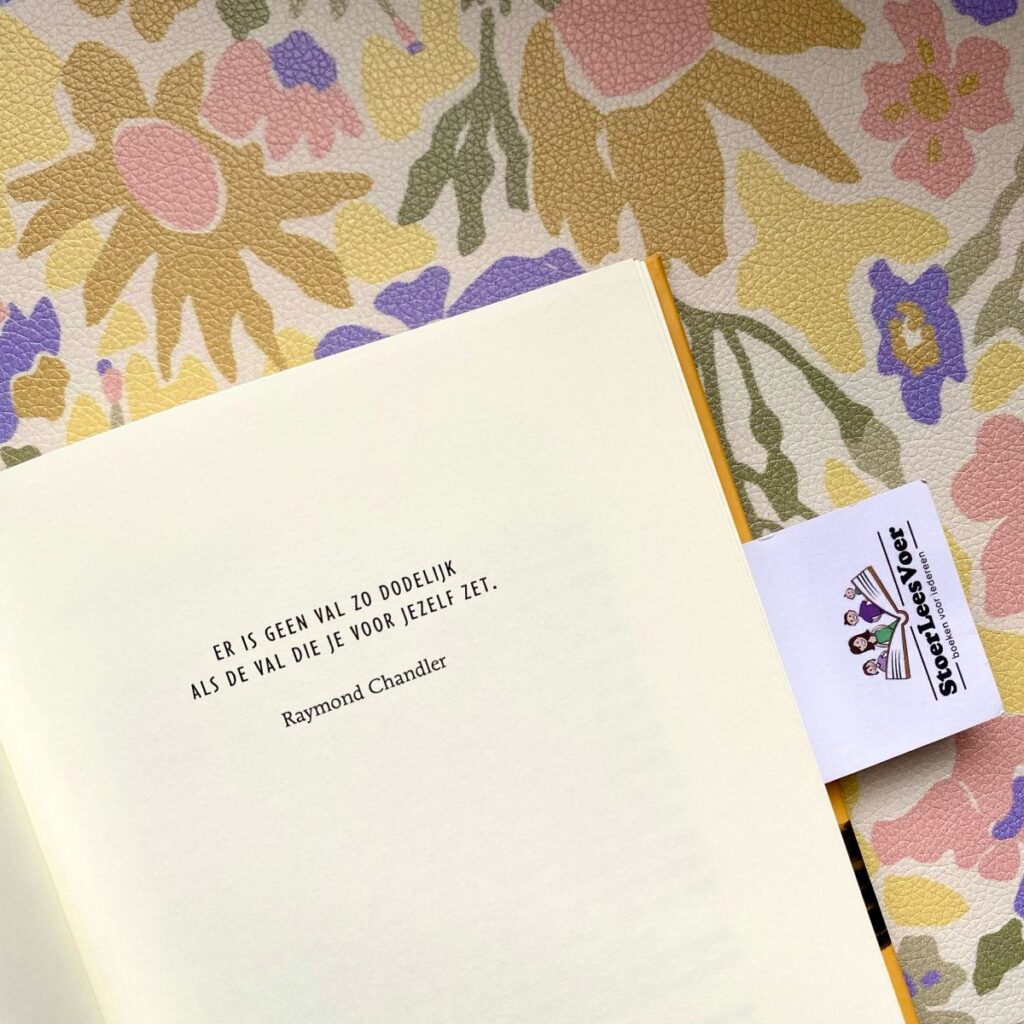 ER IS GEEN VAL ZO DODELIJK
ALS DE VAL DIE JE VOOR JEZELF ZET.
Raymond Chandler
StoerLeesVoer
boeken voor iedereen